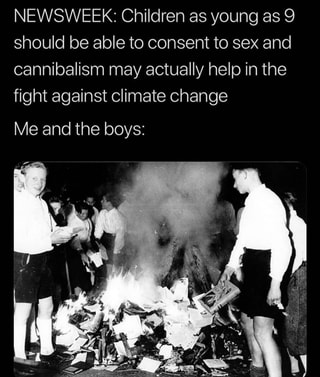 NEWSWEEK: Children as young as 9
should be able to consent to sex and
cannibalism may actually help in the
fight against climate change
Me and the boys: